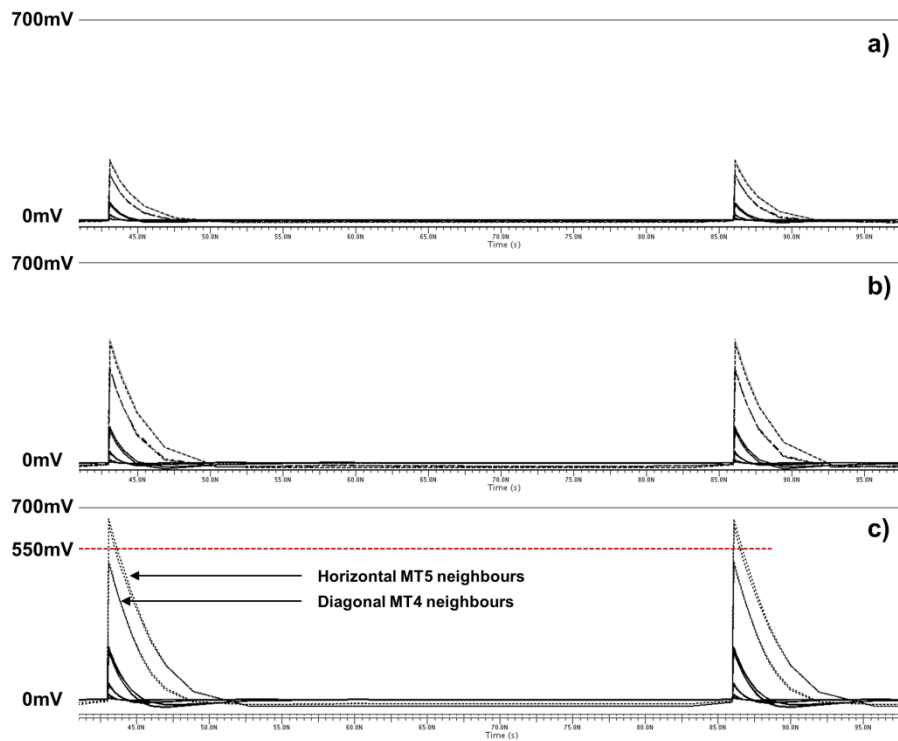 700mV
a)
0mV
45.0N 50.0N 55.0N 60.0N 65.0N 70.0N 75.0N 80.0N 85.0N 90.0N 95.0N
Time (s)
700mV
b)
0mV
45.0N 50.0N 55.0N 60.0N 65.0N 70.0N 75.0N 80.0N 85.0N 90.0N 95.0N
Time (s)
700mV
c)
550mV
Horizontal MT5 neighbours
Diagonal MT4 neighbours
0mV
45.0N 50.0N 55.0N 60.0N 65.0N 70.0N 75.0N 80.0N 85.0N 90.0N 95.0N
Time (s)